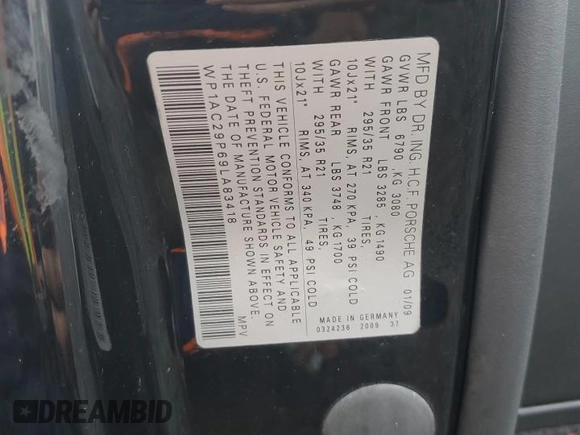 MFD BY DR. ING. H.C.F. PORSCHE AG 01/09
GVWR LBS 6790 , KG 3080
GAWR FRONT LBS 3285 , KG 1490
WITH 295/35 R21 TIRES,
10Jx21" RIMS, AT 270 KPA, 39 PSI COLD
GAWR REAR LBS 3748 , KG 1700
WITH 295/35 R21 TIRES,
10Jx21" RIMS, AT 340 KPA, 49 PSI COLD
THIS VEHICLE CONFORMS TO ALL APPLICABLE
U.S. FEDERAL MOTOR VEHICLE SAFETY AND
THEFT PREVENTION STANDARDS IN EFFECT ON
THE DATE OF MANUFACTURE SHOWN ABOVE.
WP1AC29P69LA83418 MPV
MADE IN GERMANY
0324236 2009 37
DREAMBID